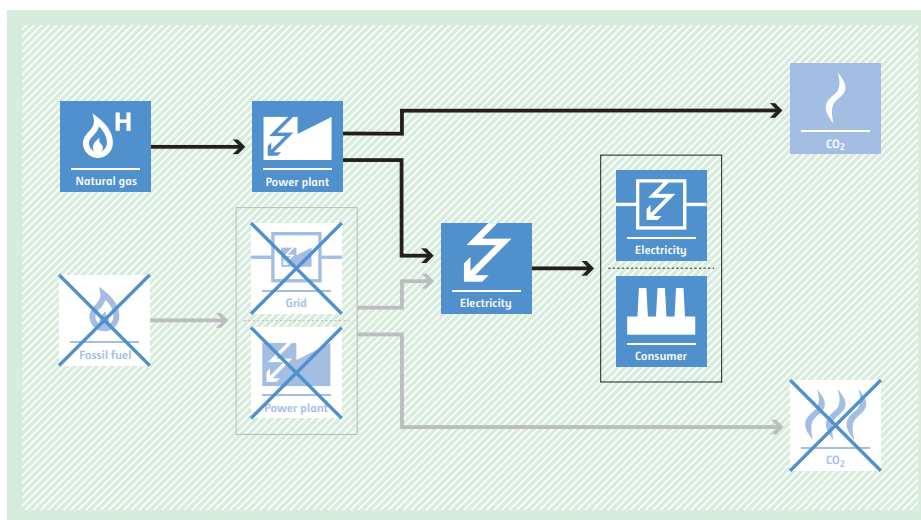 CO₂
H
Natural gas
Power plant
Electricity
Grid
Electricity
Fossil fuel
Consumer
Power plant
CO₂